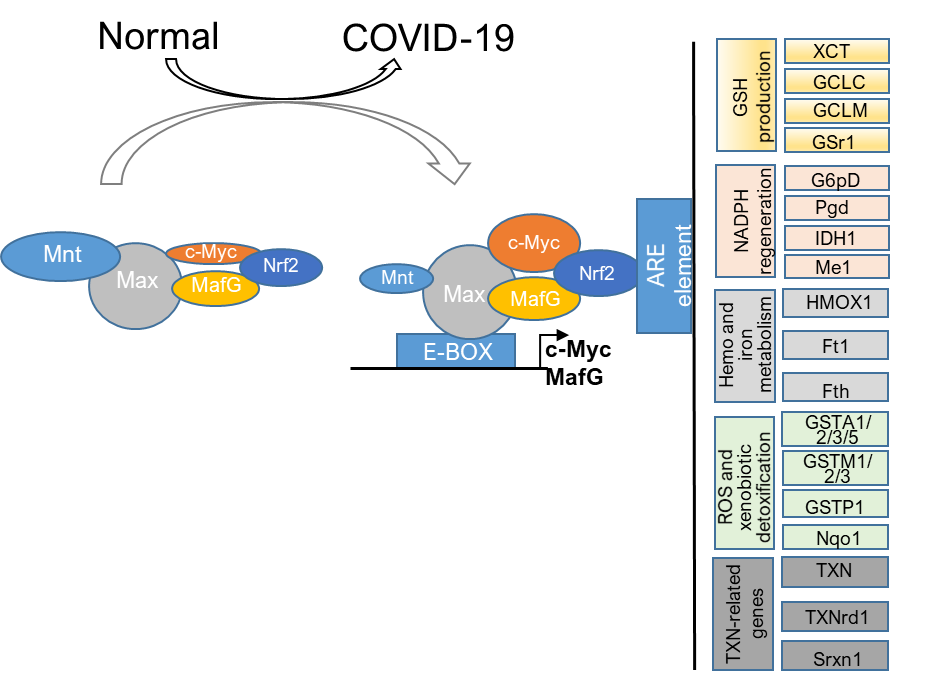 Normal
COVID-19
Mnt
Max
c-Myc
MafG
Nrf2
Mnt
Max
c-Myc
MafG
Nrf2
E-BOX
c-Myc
MafG
ARE
element
GSH
production
XCT
GCLC
GCLM
GSr1
NADPH
regeneration
G6pD
Pgd
IDH1
Me1
Hemo and
iron
metabolism
HMOX1
Ft1
Fth
ROS and
xenobiotic
detoxification
GSTA1/
2/3/5
GSTM1/
2/3
GSTP1
Nqo1
TXN-related
genes
TXN
TXNrd1
Srxn1